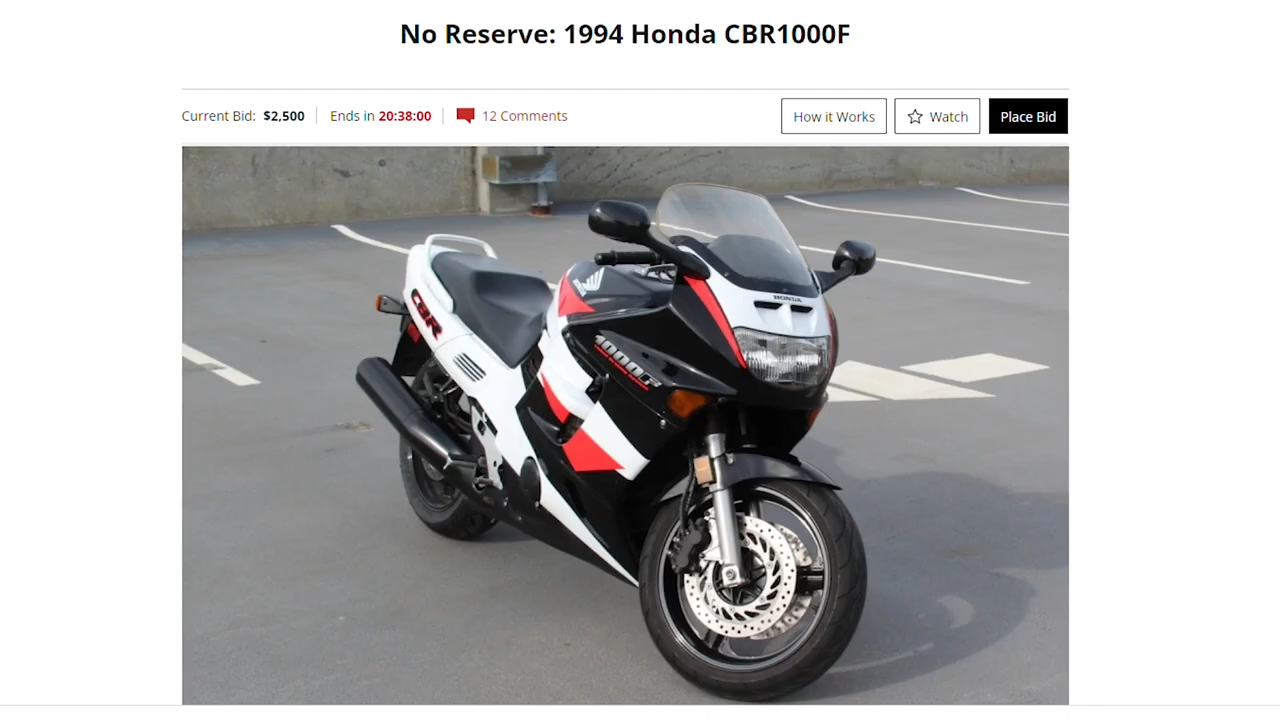 No Reserve: 1994 Honda CBR1000F
Current Bid: $2,500 Ends in 20:38:00 12 Comments How it Works Watch Place Bid
HONDA
CBR
1000F